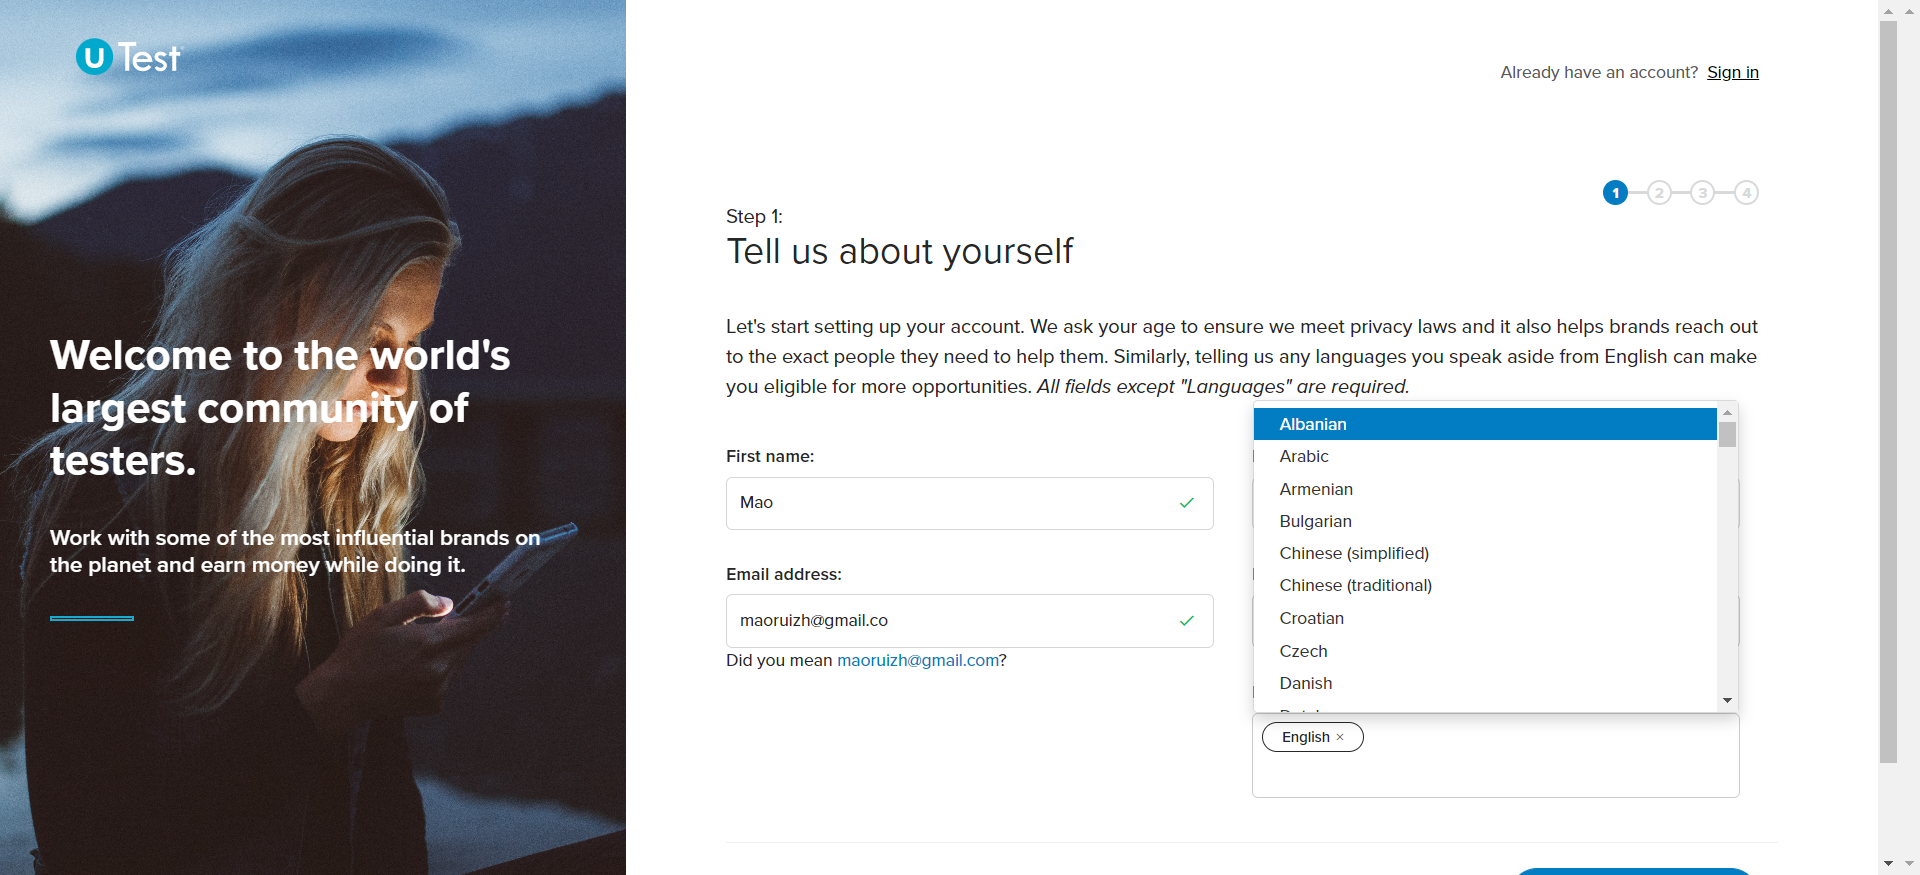 U Test
Welcome to the world's
largest community of
testers.
Work with some of the most influential brands on
the planet and earn money while doing it.
Already have an account? Sign in
1 2 3 4
Step 1:
Tell us about yourself
Let's start setting up your account. We ask your age to ensure we meet privacy laws and it also helps brands reach out
to the exact people they need to help them. Similarly, telling us any languages you speak aside from English can make
you eligible for more opportunities. All fields except "Languages" are required.
First name:
Mao
Email address:
maoruizh@gmail.co
Did you mean maoruizh@gmail.com?
Albanian
Arabic
Armenian
Bulgarian
Chinese (simplified)
Chinese (traditional)
Croatian
Czech
Danish
English ×